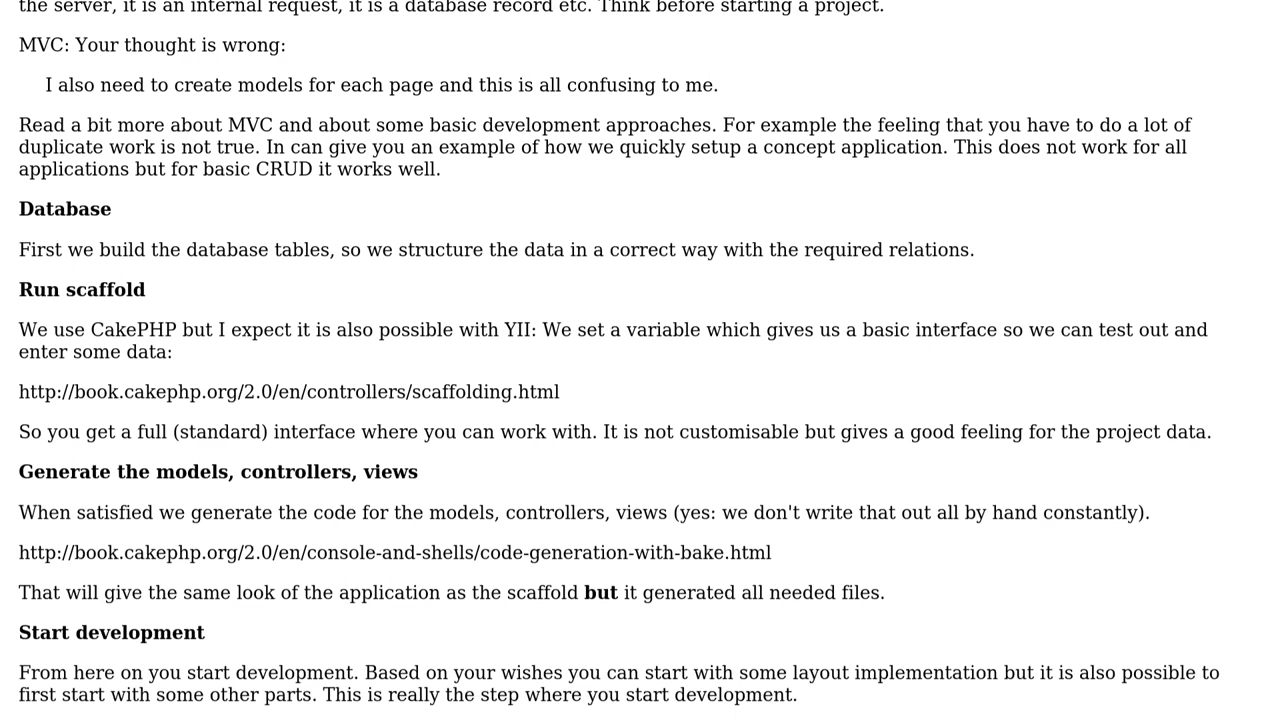 the server, it is an internal request, it is a database record etc. Think before starting a project.
MVC: Your thought is wrong:
I also need to create models for each page and this is all confusing to me.
Read a bit more about MVC and about some basic development approaches. For example the feeling that you have to do a lot of
duplicate work is not true. In can give you an example of how we quickly setup a concept application. This does not work for all
applications but for basic CRUD it works well.
Database
First we build the database tables, so we structure the data in a correct way with the required relations.
Run scaffold
We use CakePHP but I expect it is also possible with YII: We set a variable which gives us a basic interface so we can test out and
enter some data:
http://book.cakephp.org/2.0/en/controllers/scaffolding.html
So you get a full (standard) interface where you can work with. It is not customisable but gives a good feeling for the project data.
Generate the models, controllers, views
When satisfied we generate the code for the models, controllers, views (yes: we don't write that out all by hand constantly).
http://book.cakephp.org/2.0/en/console-and-shells/code-generation-with-bake.html
That will give the same look of the application as the scaffold but it generated all needed files.
Start development
From here on you start development. Based on your wishes you can start with some layout implementation but it is also possible to
first start with some other parts. This is really the step where you start development.